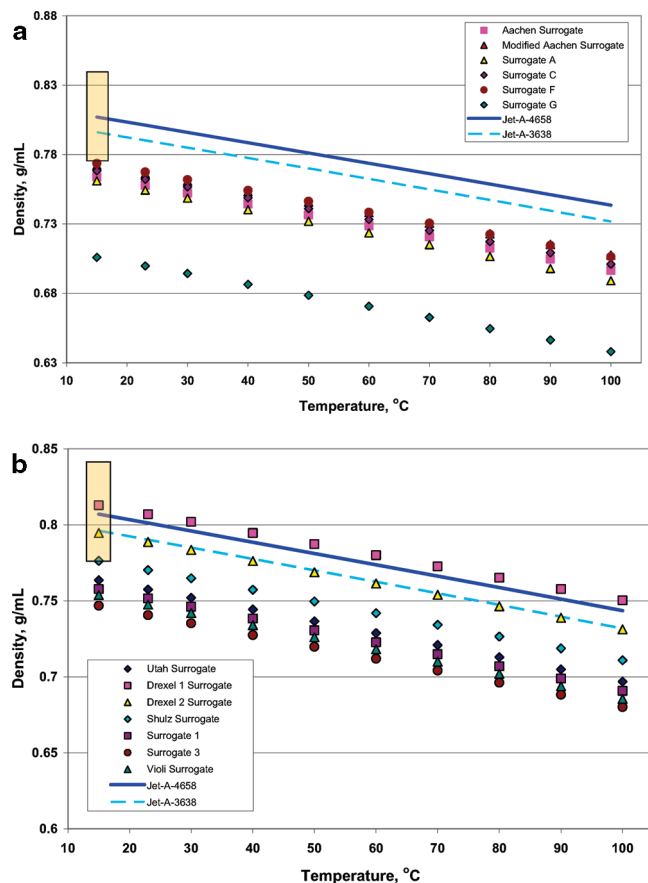 a
0.88
0.83
0.78
0.73
0.68
0.63
Density, g/mL
10 20 30 40 50 60 70 80 90 100
Temperature, °C
Aachen Surrogate
Modified Aachen Surrogate
Surrogate A
Surrogate C
Surrogate F
Surrogate G
Jet-A-4658
Jet-A-3638
b
0.85
0.8
0.75
0.7
0.65
0.6
Density, g/mL
10 20 30 40 50 60 70 80 90 100
Temperature, °C
Utah Surrogate
Drexel 1 Surrogate
Drexel 2 Surrogate
Shulz Surrogate
Surrogate 1
Surrogate 3
Violi Surrogate
Jet-A-4658
Jet-A-3638